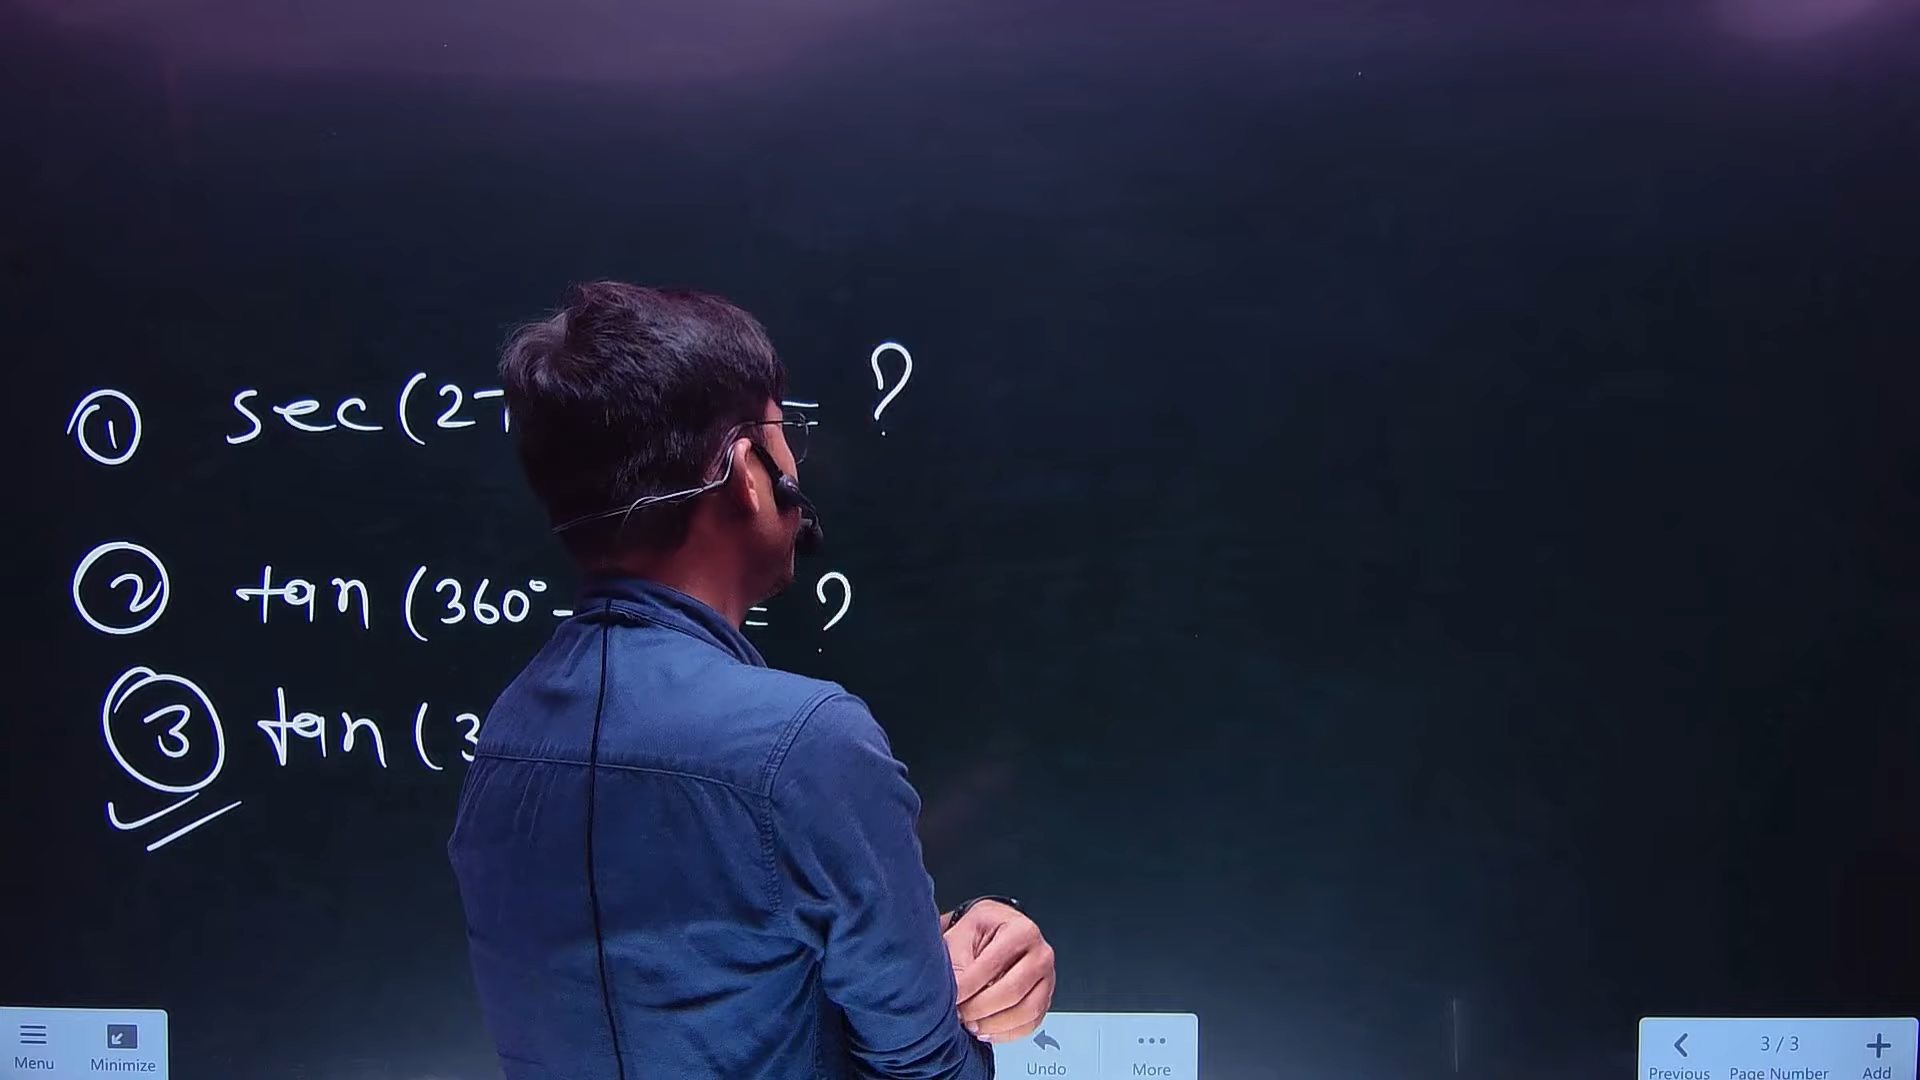 ① sec(2 = ?
② tan (360° - = ?
③ tan (3
Menu Minimize Undo More Previous 3 / 3 Page Number Add